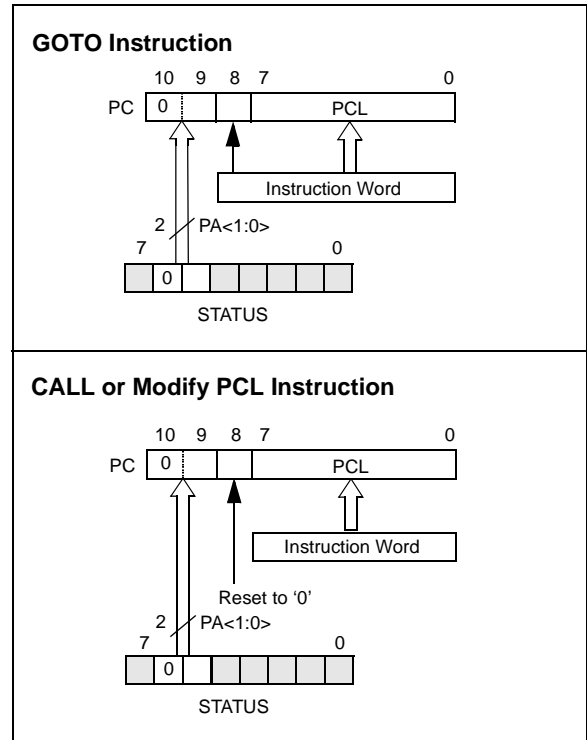 GOTO Instruction
10 9 8 7 0
PC 0 PCL
Instruction Word
2 PA<1:0>
7 0
0
STATUS
CALL or Modify PCL Instruction
10 9 8 7 0
PC 0 PCL
Instruction Word
Reset to ‘0’
2 PA<1:0>
7 0
0
STATUS